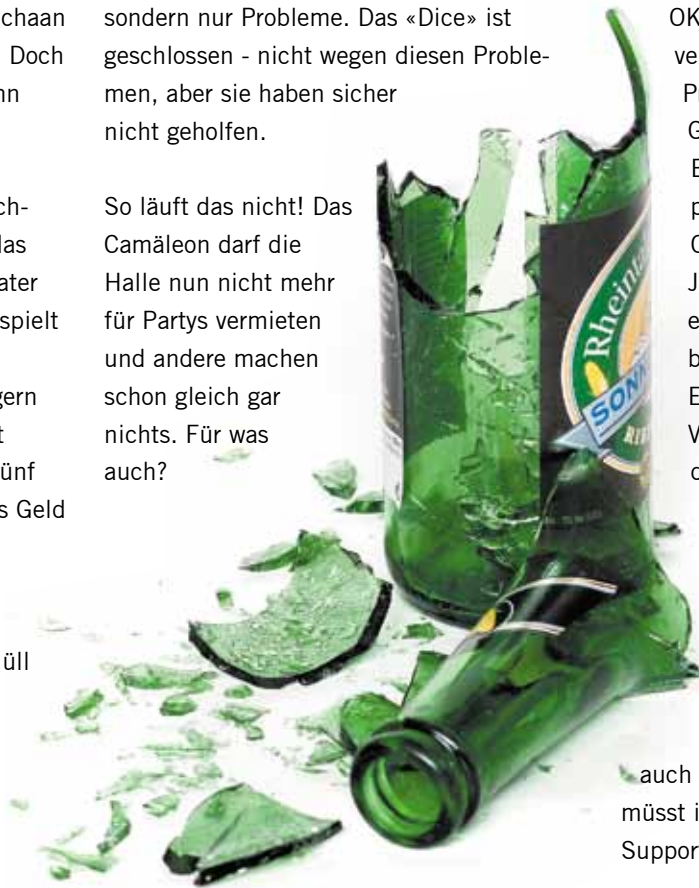 chaan
Doch
nn
ch-
las
ater
spielt
gern
t
ünf
s Geld
üll
sondern nur Probleme. Das «Dice» ist
geschlossen - nicht wegen diesen Proble-
men, aber sie haben sicher
nicht geholfen.
So läuft das nicht! Das
Camäleon darf die
Halle nun nicht mehr
für Partys vermieten
und andere machen
schon gleich gar
nichts. Für was
auch?
Rheinta
SONN
OK
ve
auch
müsst i
Suppor